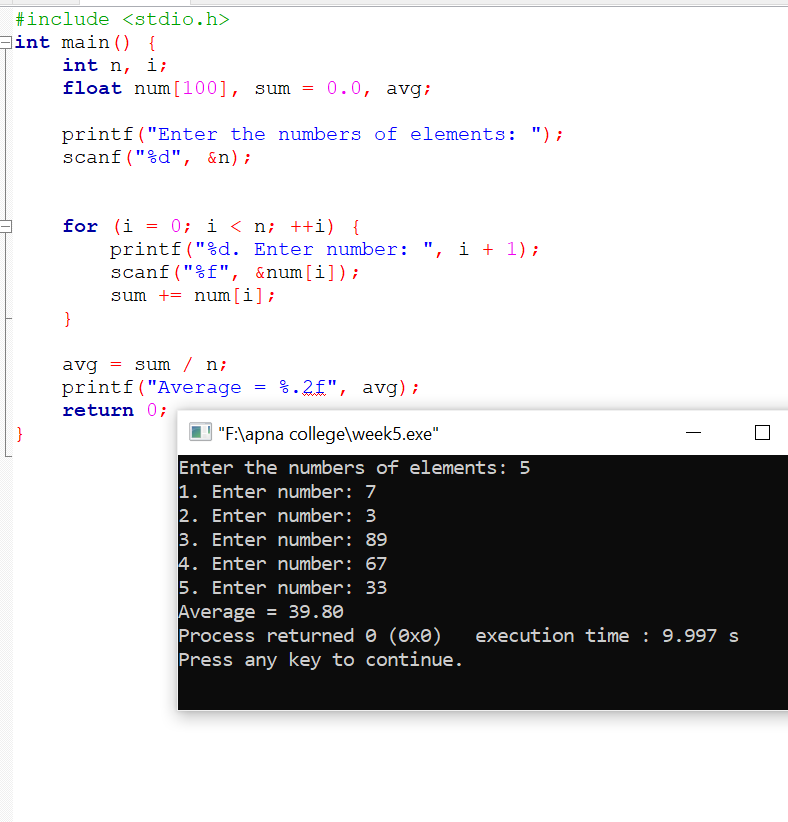 #include <stdio.h>
int main() {
    int n, i;
    float num[100], sum = 0.0, avg;

    printf("Enter the numbers of elements: ");
    scanf("%d", &n);

    for (i = 0; i < n; ++i) {
        printf("%d. Enter number: ", i + 1);
        scanf("%f", &num[i]);
        sum += num[i];
    }

    avg = sum / n;
    printf("Average = %.2f", avg);
    return 0;
}
"F:\apna college\week5.exe"
Enter the numbers of elements: 5
1. Enter number: 7
2. Enter number: 3
3. Enter number: 89
4. Enter number: 67
5. Enter number: 33
Average = 39.80
Process returned 0 (0x0)   execution time : 9.997 s
Press any key to continue.